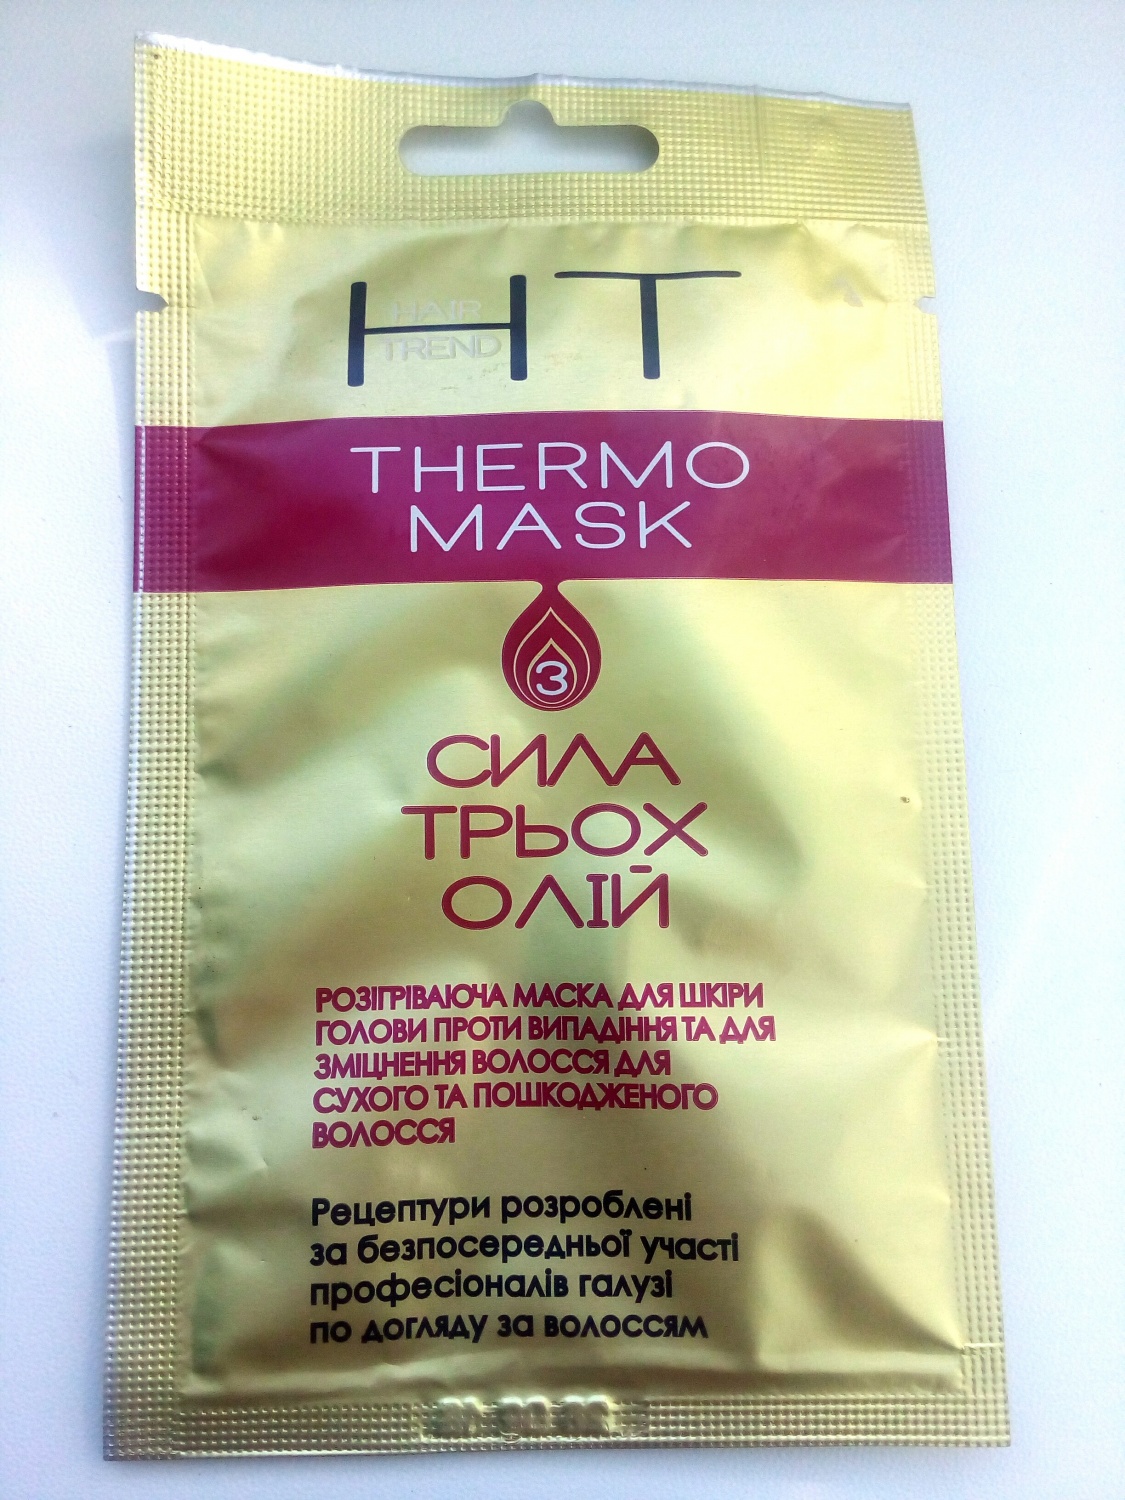 HT
HAIR
TREND
THERMO
MASK
3
СИЛА
ТРЬОХ
ОЛІЙ
РОЗІГРІВАЮЧА МАСКА ДЛЯ ШКІРИ
ГОЛОВИ ПРОТИ ВИПАДІННЯ ТА ДЛЯ
ЗМІЦНЕННЯ ВОЛОССЯ ДЛЯ
СУХОГО ТА ПОШКОДЖЕНОГО
ВОЛОССЯ
Рецептури розроблені
за безпосередньої участі
професіоналів галузі
по догляду за волоссям